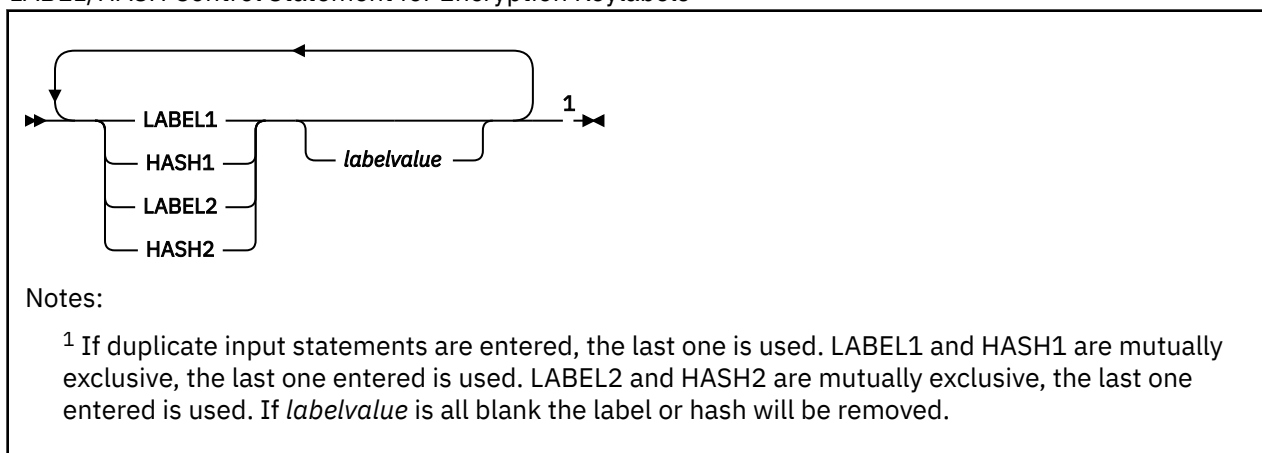 LABEL1/HASH Control Statement for Encryption Keylabels
LABEL1
1
HASH1
labelvalue
LABEL2
HASH2
Notes:
1 If duplicate input statements are entered, the last one is used. LABEL1 and HASH1 are mutually
exclusive, the last one entered is used. LABEL2 and HASH2 are mutually exclusive, the last one
entered is used. If labelvalue is all blank the label or hash will be removed.